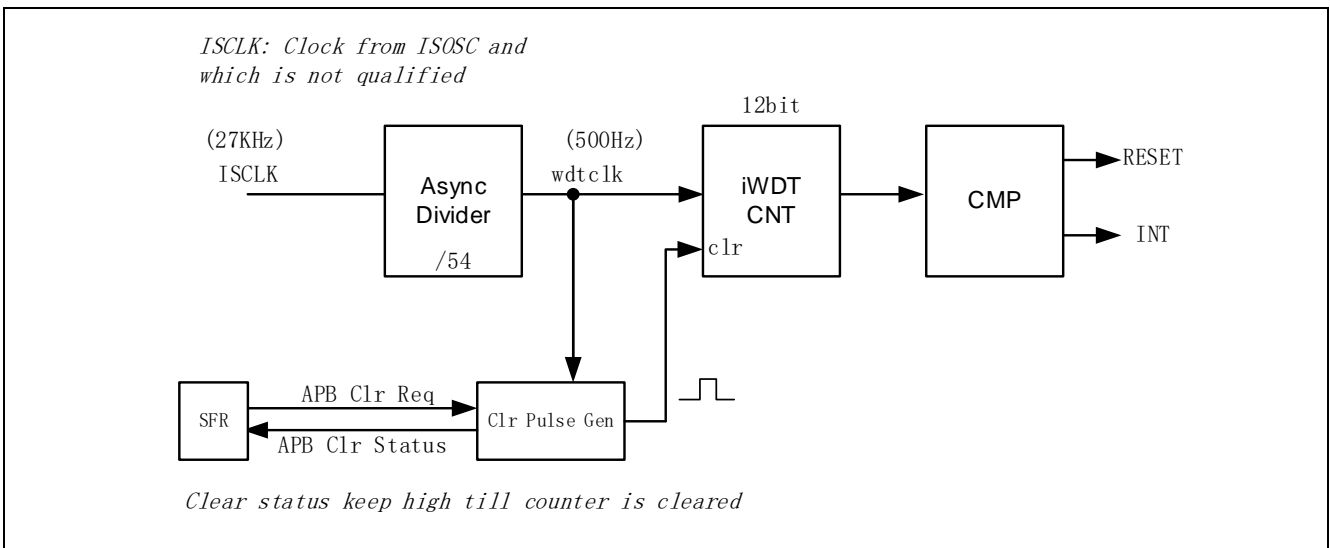 ISCLK: Clock from ISOSC and
which is not qualified
12bit
(27KHz)
(500Hz)
ISCLK
wdtclk
Async
Divider
/54
iWDT
CNT
clr
CMP
RESET
INT
SFR
APB Clr Req
APB Clr Status
Clr Pulse Gen
Clear status keep high till counter is cleared